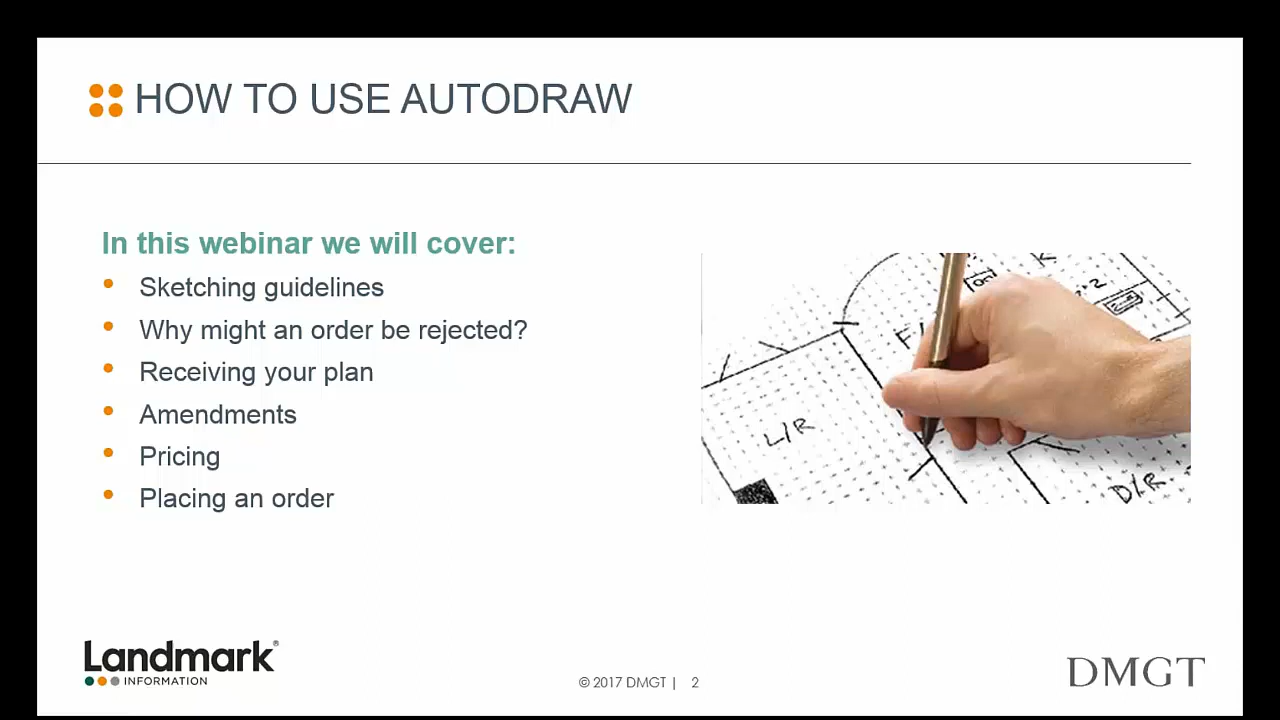 HOW TO USE AUTODRAW
In this webinar we will cover:
• Sketching guidelines
• Why might an order be rejected?
• Receiving your plan
• Amendments
• Pricing
• Placing an order
L/R
D/R
Landmark®
INFORMATION
© 2017 DMGT | 2
DMGT